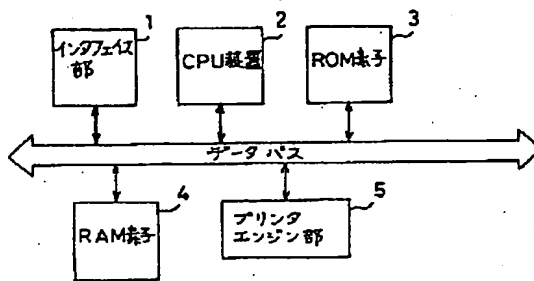 1
インタフェイス
部
2
CPU装置
3
ROM素子
データバス
4
RAM素子
5
プリンタ
エンジン部